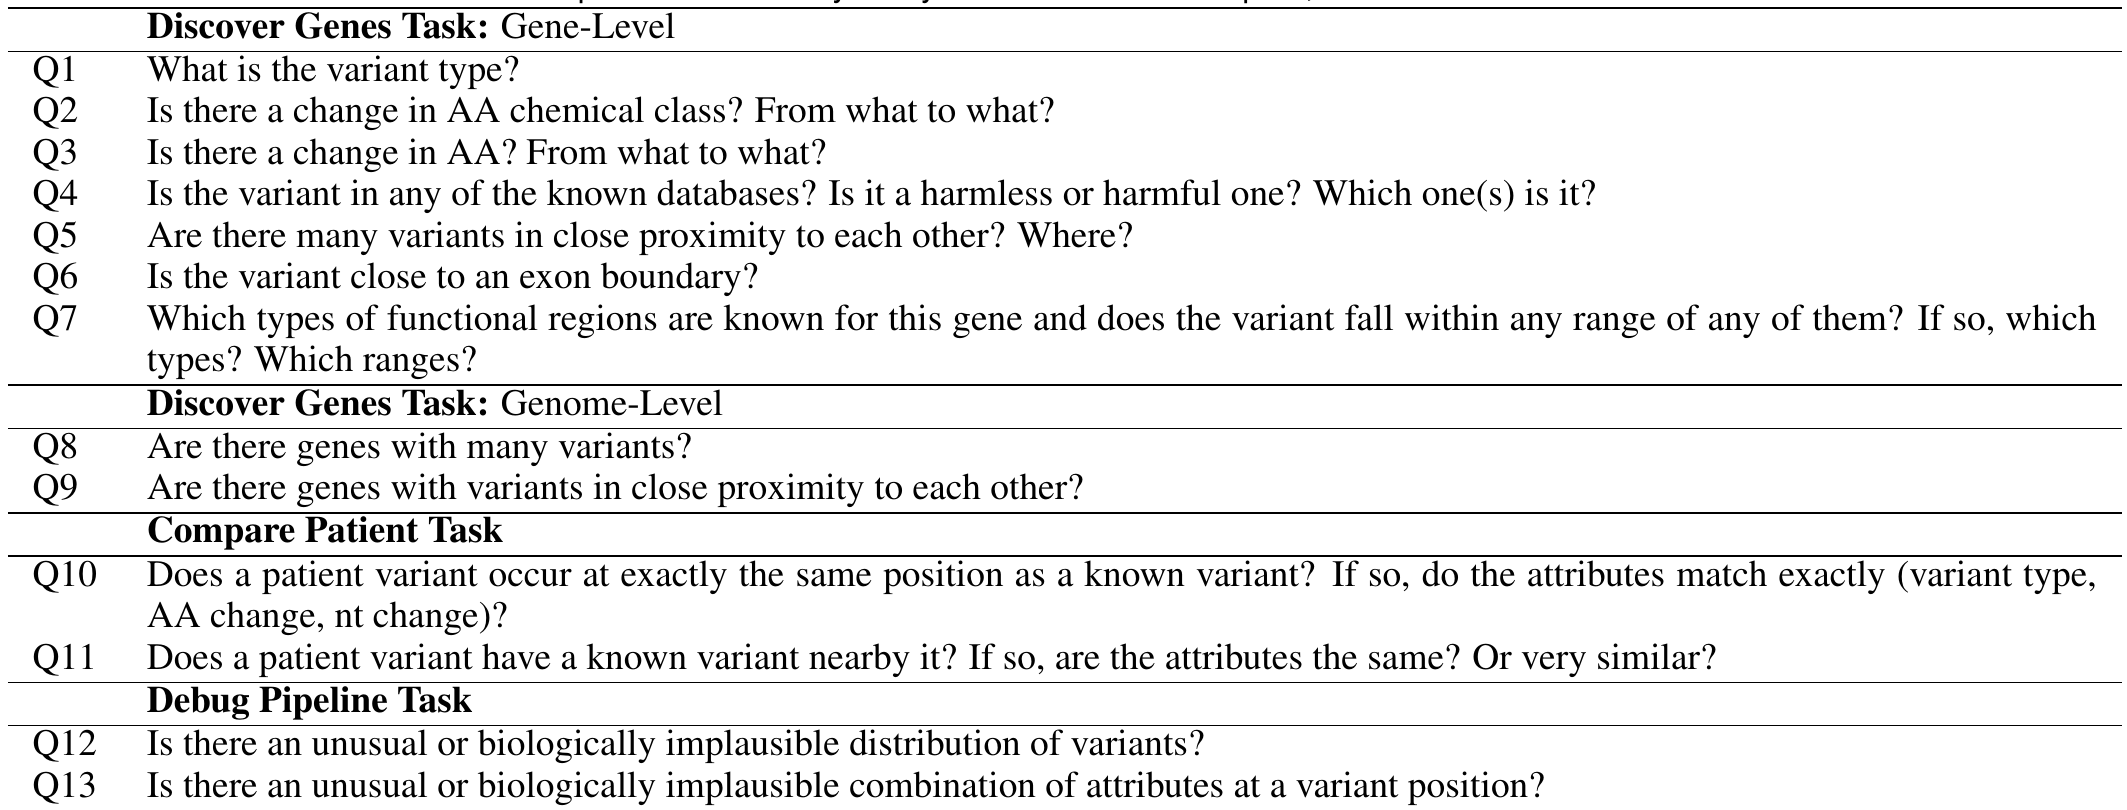 Discover Genes Task: Gene-Level
Q1 What is the variant type?
Q2 Is there a change in AA chemical class? From what to what?
Q3 Is there a change in AA? From what to what?
Q4 Is the variant in any of the known databases? Is it a harmless or harmful one? Which one(s) is it?
Q5 Are there many variants in close proximity to each other? Where?
Q6 Is the variant close to an exon boundary?
Q7 Which types of functional regions are known for this gene and does the variant fall within any range of any of them? If so, which
types? Which ranges?
Discover Genes Task: Genome-Level
Q8 Are there genes with many variants?
Q9 Are there genes with variants in close proximity to each other?
Compare Patient Task
Q10 Does a patient variant occur at exactly the same position as a known variant? If so, do the attributes match exactly (variant type,
AA change, nt change)?
Q11 Does a patient variant have a known variant nearby it? If so, are the attributes the same? Or very similar?
Debug Pipeline Task
Q12 Is there an unusual or biologically implausible distribution of variants?
Q13 Is there an unusual or biologically implausible combination of attributes at a variant position?